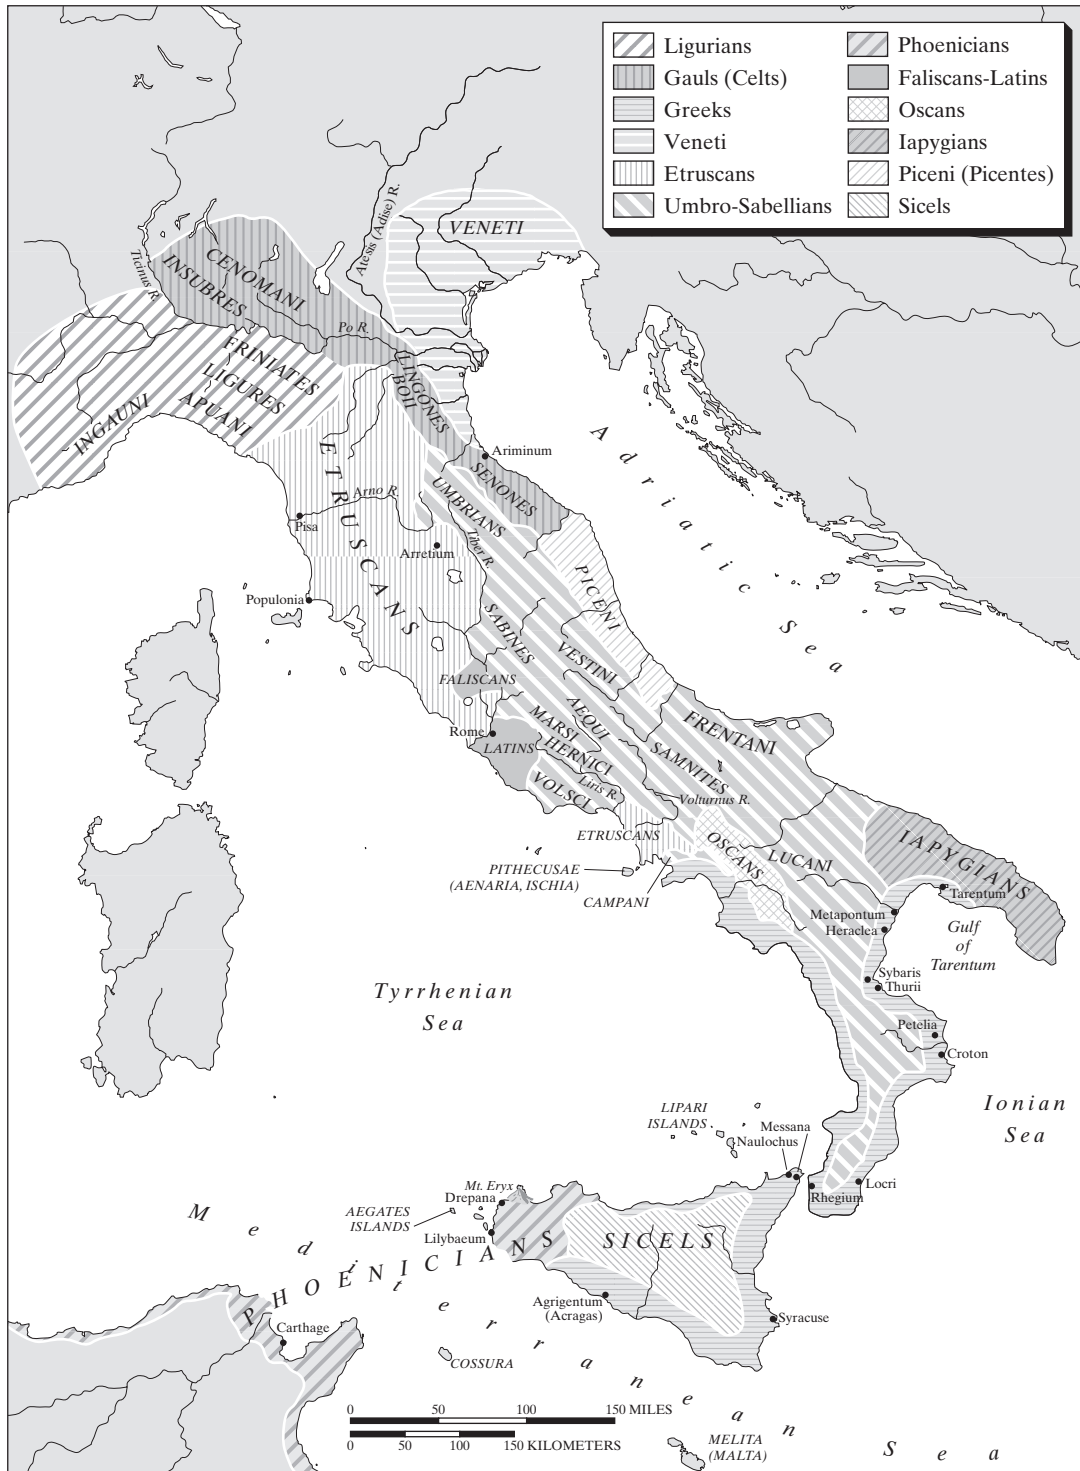 Ligurians
Gauls (Celts)
Greeks
Veneti
Etruscans
Umbro-Sabellians
Phoenicians
Faliscans-Latins
Oscans
Iapygians
Piceni (Picentes)
Sicels
VENETI
Atesis (Adise) R.
CENOMANI
INSUBRES
Ticinus R.
Po R.
FRINIATES
LIGURES
APUANI
INGAUNI
LINGONES
BOII
Ariminum
SENONES
Adriatic Sea
ETRUSCANS
UMBRIANS
Arno R.
Pisa
Arretium
Tiber R.
PICENI
Populonia
SABINES
VESTINI
FALISCANS
AEQUI
MARSI
FRENTANI
Rome
LATINS
HERNICI
SAMNITES
VOLSCI
Liris R.
Volturnus R.
ETRUSCANS
OSCANS
LUCANI
IAPYGIANS
PITHECUSAE
(AENARIA, ISCHIA)
CAMPANI
Tarentum
Metapontum
Heraclea
Gulf
of
Tarentum
Sybaris
Thurii
Tyrrhenian
Sea
Petelia
Croton
Ionian
Sea
LIPARI
ISLANDS
Messana
Naulochus
Rhegium
Locri
Mt. Eryx
Drepana
AEGATES
ISLANDS
Lilybaeum
PHOENICIANS
SICELS
Mediterranean Sea
Agrigentum
(Acragas)
Syracuse
Carthage
COSSURA
0 50 100 150 MILES
0 50 100 150 KILOMETERS
MELITA
(MALTA)